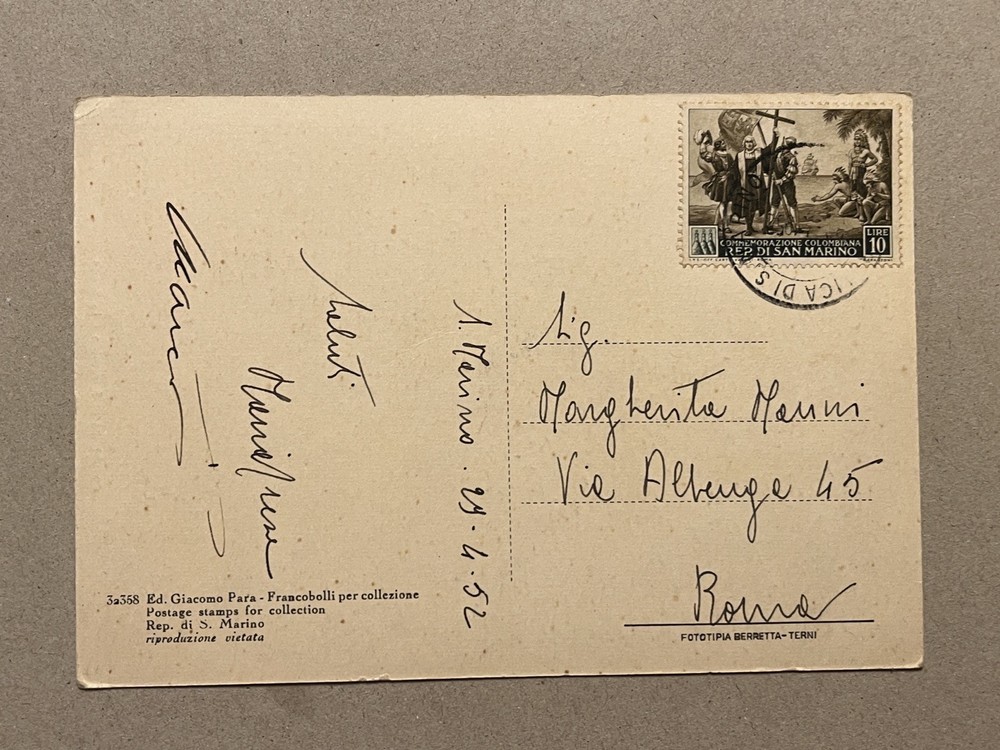 COMMEMORAZIONE COLOMBIANA
REP. DI SAN MARINO
LIRE
10
ICA DI S
S. Marino. 29-4-52
Saluti
Sig.
Margherita Manni
Via Albenga 45
Roma
FOTOTIPIA BERRETTA-TERNI
32358 Ed. Giacomo Para - Francobolli per collezione
Postage stamps for collection
Rep. di S. Marino
riproduzione vietata